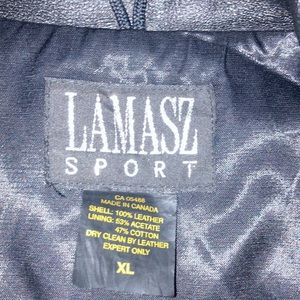 LAMASZ
SPORT
CA 05488
MADE IN CANADA
SHELL: 100% LEATHER
LINING: 53% ACETATE
47% COTTON
DRY CLEAN BY LEATHER
EXPERT ONLY
XL